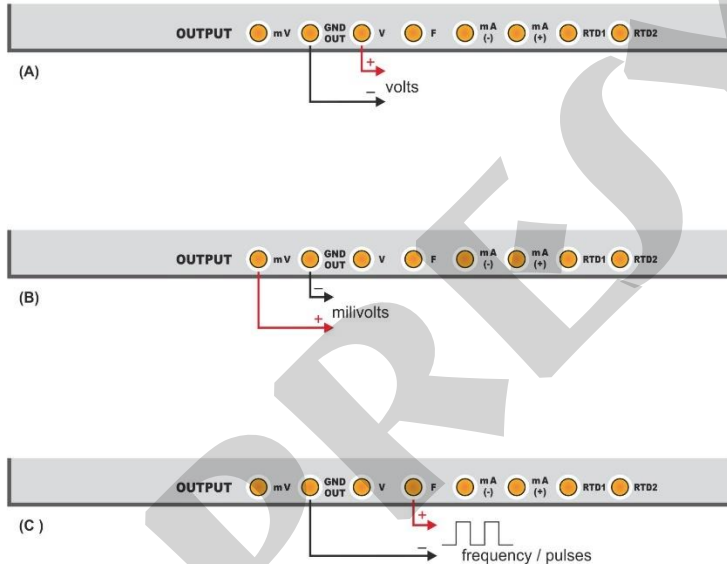 OUTPUT mV GND OUT V F mA (-) mA (+) RTD1 RTD2
(A)
+
− volts
OUTPUT mV GND OUT V F mA (-) mA (+) RTD1 RTD2
(B)
−
milivolts
+
OUTPUT mV GND OUT V F mA (-) mA (+) RTD1 RTD2
(C )
+
−
frequency / pulses
PRESY